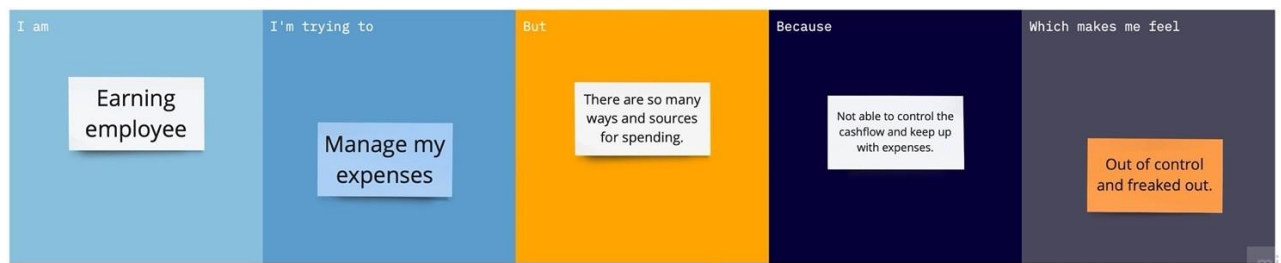 I am
Earning
employee
I'm trying to
Manage my
expenses
But
There are so many
ways and sources
for spending.
Because
Not able to control the
cashflow and keep up
with expenses.
Which makes me feel
Out of control
and freaked out.